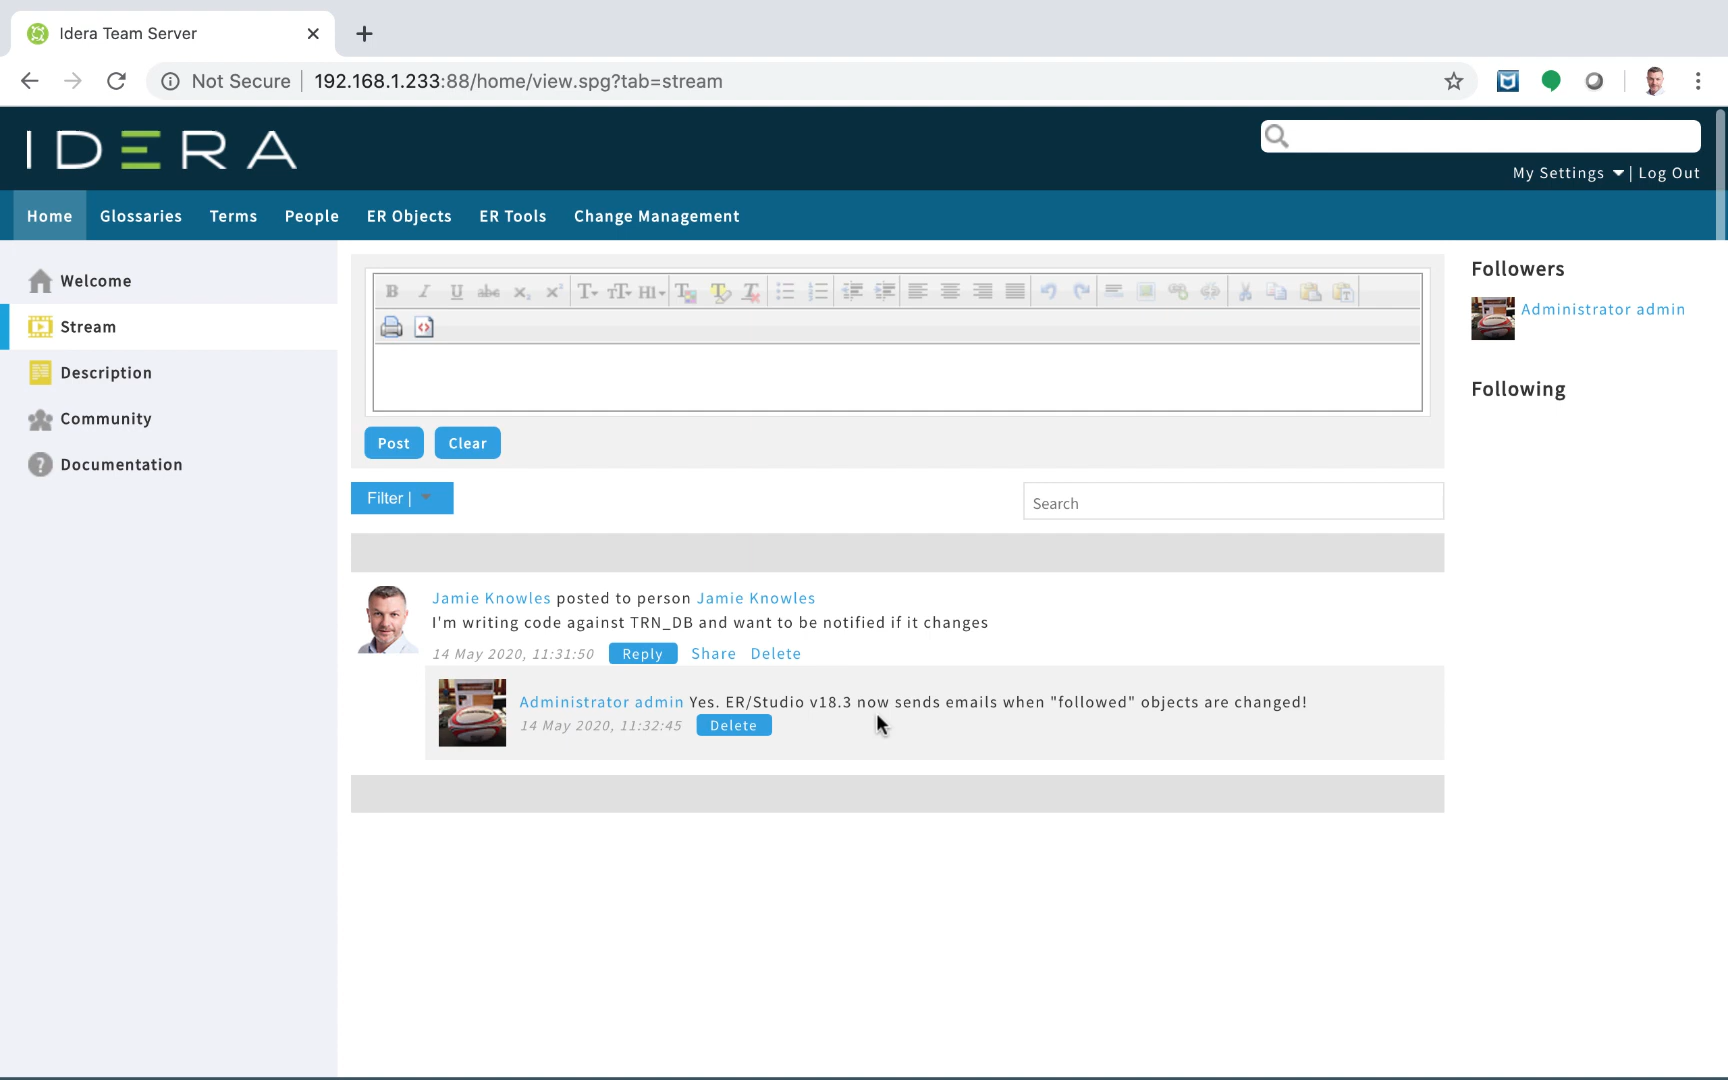 Idera Team Server
Not Secure 192.168.1.233:88/home/view.spg?tab=stream
IDERA
My Settings | Log Out
Home Glossaries Terms People ER Objects ER Tools Change Management
Welcome
Stream
Description
Community
Documentation
B I U abc x₂ x² T T H1
Post Clear
Filter |
Search
Jamie Knowles posted to person Jamie Knowles
I'm writing code against TRN_DB and want to be notified if it changes
14 May 2020, 11:31:50 Reply Share Delete
Administrator admin Yes. ER/Studio v18.3 now sends emails when "followed" objects are changed!
14 May 2020, 11:32:45 Delete
Followers
Administrator admin
Following